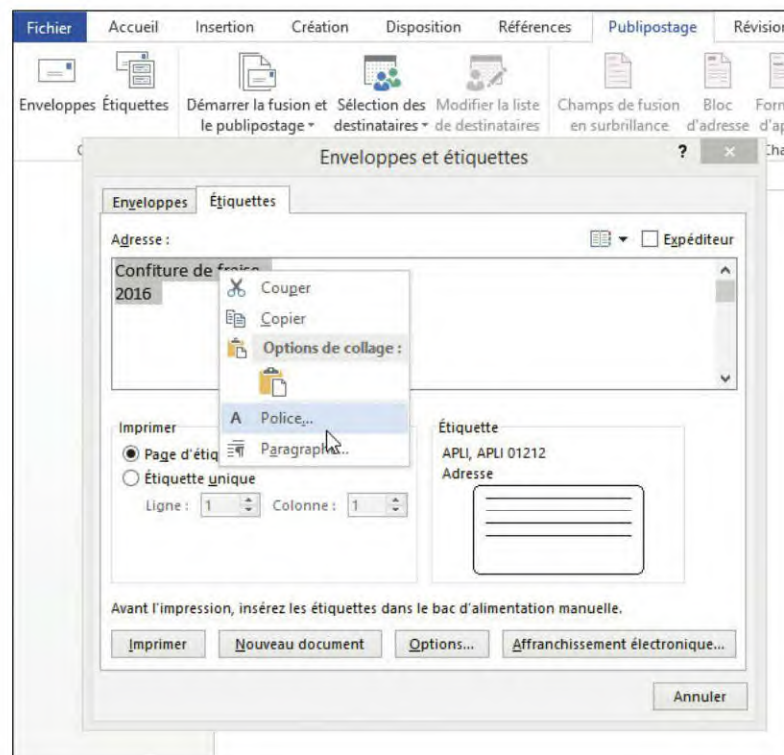 Fichier Accueil Insertion Création Disposition Références Publipostage Révision
Enveloppes Étiquettes Démarrer la fusion et le publipostage Sélection des destinataires Modifier la liste de destinataires Champs de fusion en surbrillance Bloc d'adresse
Enveloppes et étiquettes ?
Enveloppes Étiquettes
Adresse :
Expéditeur
Confiture de fraise
2016
Couper
Copier
Options de collage :
A Police...
Paragraphe...
Imprimer
Page d'étiq
Étiquette unique
Ligne : 1 Colonne : 1
Étiquette
APLI, APLI 01212
Adresse
Avant l'impression, insérez les étiquettes dans le bac d'alimentation manuelle.
Imprimer Nouveau document Options... Affranchissement électronique...
Annuler